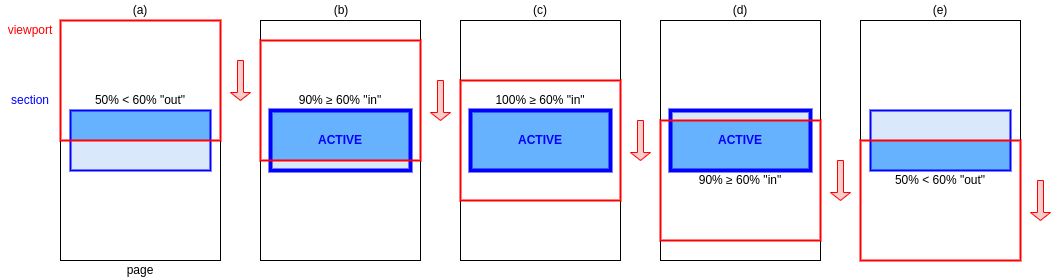 (a)
(b)
(c)
(d)
(e)
viewport
section
50% < 60% "out"
90% ≥ 60% "in"
100% ≥ 60% "in"
ACTIVE
ACTIVE
ACTIVE
90% ≥ 60% "in"
50% < 60% "out"
page